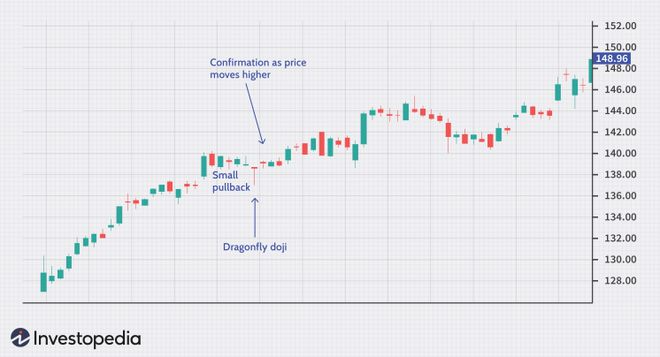 152.00
150.00
148.96
148.00
Confirmation as price
moves higher
146.00
144.00
142.00
140.00
Small
pullback
138.00
136.00
134.00
Dragonfly doji
132.00
130.00
128.00
Investopedia